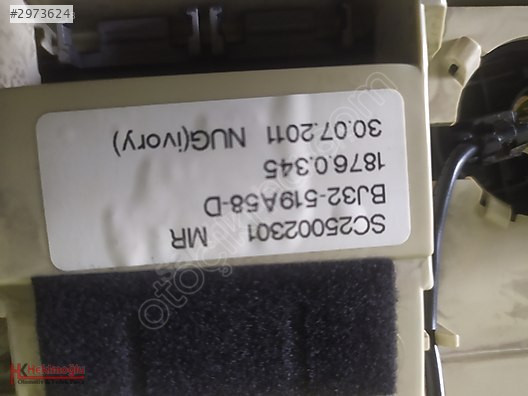 #2973624
SC25002301 MR
BJ32-519A58-D
1876.0.345
30.07.2011 NUG(ivory)